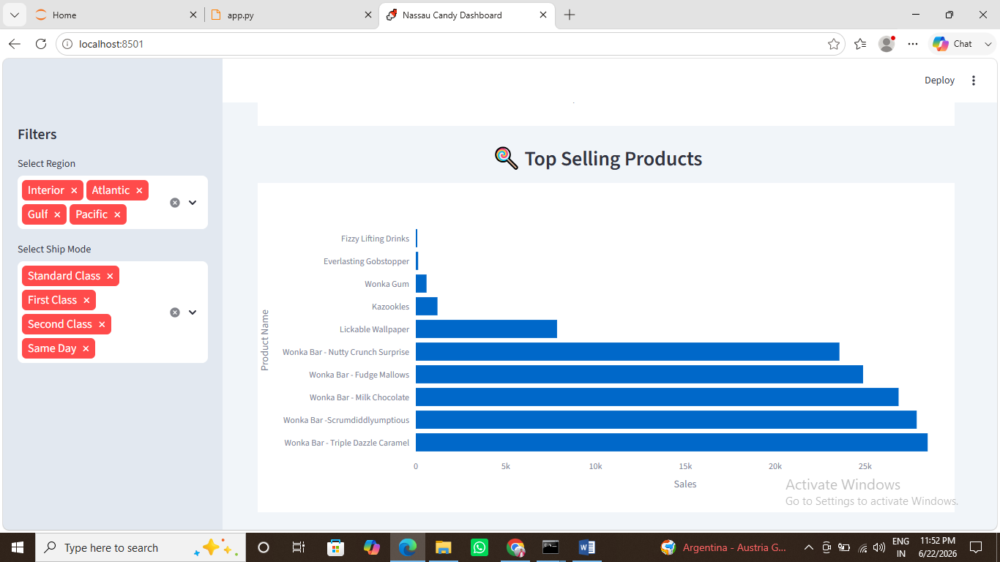 Home
app.py
Nassau Candy Dashboard
localhost:8501
Chat
Deploy
Filters
Select Region
Interior
Atlantic
Gulf
Pacific
Select Ship Mode
Standard Class
First Class
Second Class
Same Day
Top Selling Products
Product Name
Fizzy Lifting Drinks
Everlasting Gobstopper
Wonka Gum
Kazookles
Lickable Wallpaper
Wonka Bar - Nutty Crunch Surprise
Wonka Bar - Fudge Mallows
Wonka Bar - Milk Chocolate
Wonka Bar -Scrumdiddlyumptious
Wonka Bar - Triple Dazzle Caramel
0 5k 10k 15k 20k 25k
Sales
Activate Windows
Go to Settings to activate Windows.
Type here to search
Argentina - Austria G...
ENG
IN
11:52 PM
6/22/2026